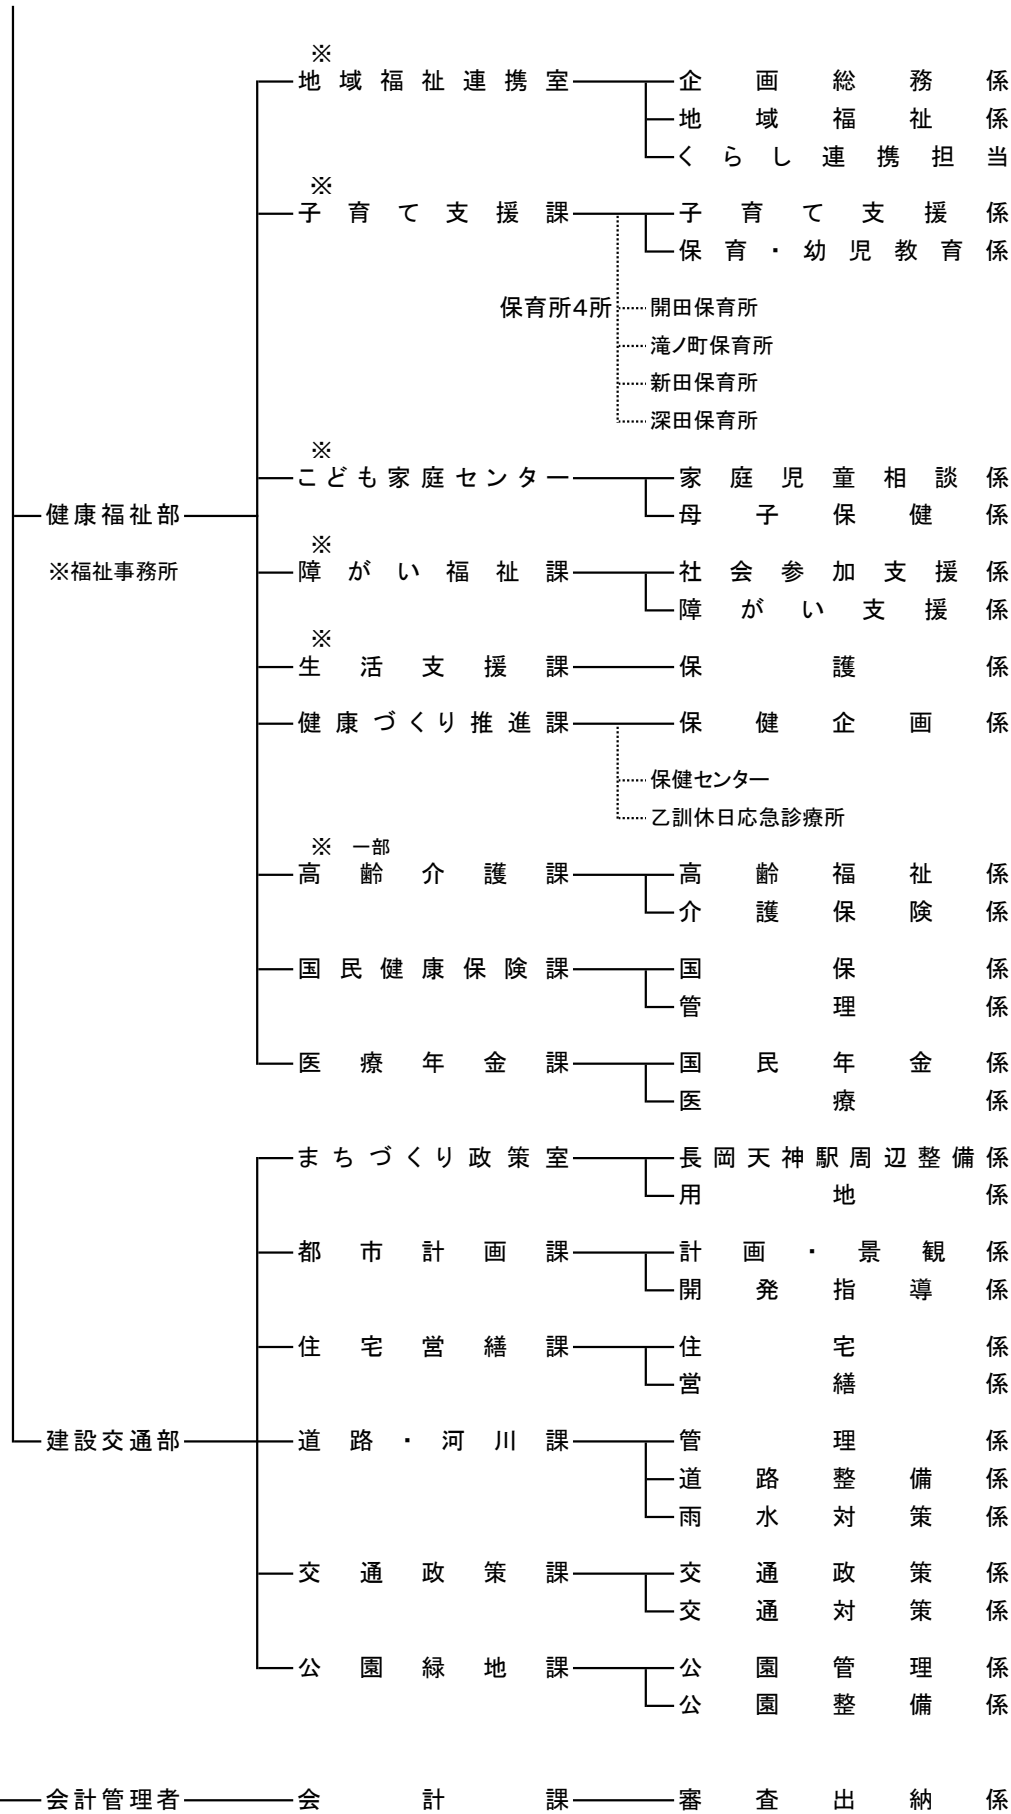 ※
地域福祉連携室 企画総務係
地域福祉係
くらし連携担当
※
子育て支援課 子育て支援係
保育・幼児教育係
保育所4所 開田保育所
滝ノ町保育所
新田保育所
深田保育所
※
こども家庭センター 家庭児童相談係
健康福祉部 母子保健係
※
※福祉事務所 障がい福祉課 社会参加支援係
障がい支援係
※
生活支援課 保護係
健康づくり推進課 保健企画係
保健センター
乙訓休日応急診療所
※ 一部
高齢介護課 高齢福祉係
介護保険係
国民健康保険課 国保係
管理係
医療年金課 国民年金係
医療係
まちづくり政策室 長岡天神駅周辺整備係
用地係
都市計画課 計画・景観係
開発指導係
住宅営繕課 住宅係
営繕係
建設交通部 道路・河川課 管理係
道路整備係
雨水対策係
交通政策課 交通政策係
交通対策係
公園緑地課 公園管理係
公園整備係
会計管理者 会計課 審査出納係